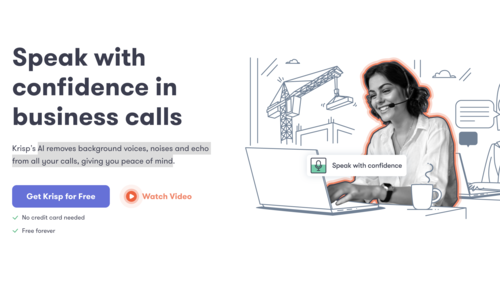 Speak with
confidence in
business calls
Krisp's AI removes background voices, noises and echo
from all your calls, giving you peace of mind.
Get Krisp for Free
Watch Video
No credit card needed
Free forever
Speak with confidence